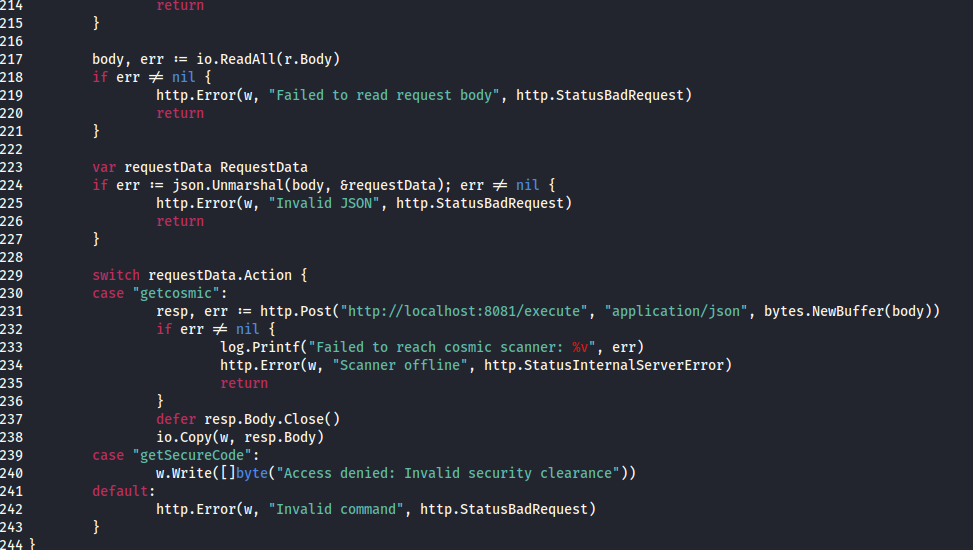 214                 return
215         }
216
217         body, err := io.ReadAll(r.Body)
218         if err != nil {
219                 http.Error(w, "Failed to read request body", http.StatusBadRequest)
220                 return
221         }
222
223         var requestData RequestData
224         if err := json.Unmarshal(body, &requestData); err != nil {
225                 http.Error(w, "Invalid JSON", http.StatusBadRequest)
226                 return
227         }
228
229         switch requestData.Action {
230         case "getcosmic":
231                 resp, err := http.Post("http://localhost:8081/execute", "application/json", bytes.NewBuffer(body))
232                 if err != nil {
233                         log.Printf("Failed to reach cosmic scanner: %v", err)
234                         http.Error(w, "Scanner offline", http.StatusInternalServerError)
235                         return
236                 }
237                 defer resp.Body.Close()
238                 io.Copy(w, resp.Body)
239         case "getSecureCode":
240                 w.Write([]byte("Access denied: Invalid security clearance"))
241         default:
242                 http.Error(w, "Invalid command", http.StatusBadRequest)
243         }
244 }